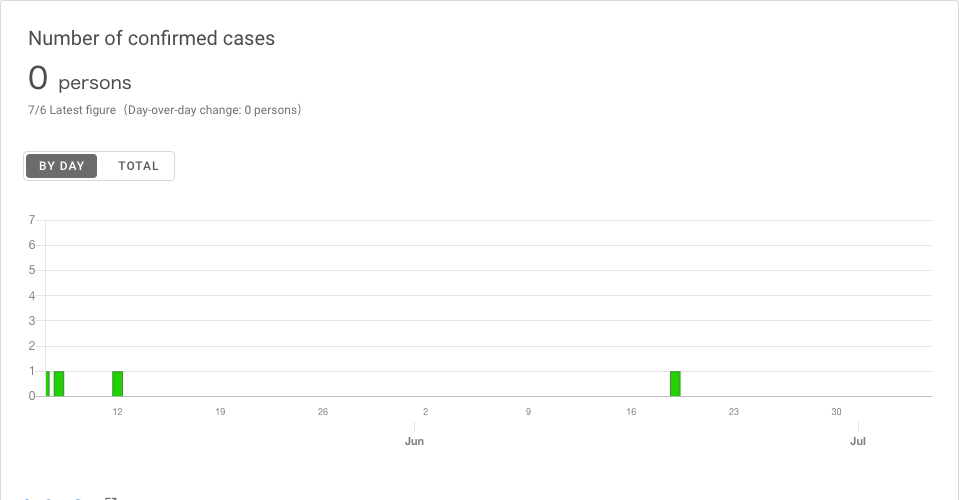 Number of confirmed cases
0 persons
7/6 Latest figure（Day-over-day change: 0 persons）
BY DAY TOTAL
7
6
5
4
3
2
1
0
12 19 26 2 9 16 23 30
Jun Jul